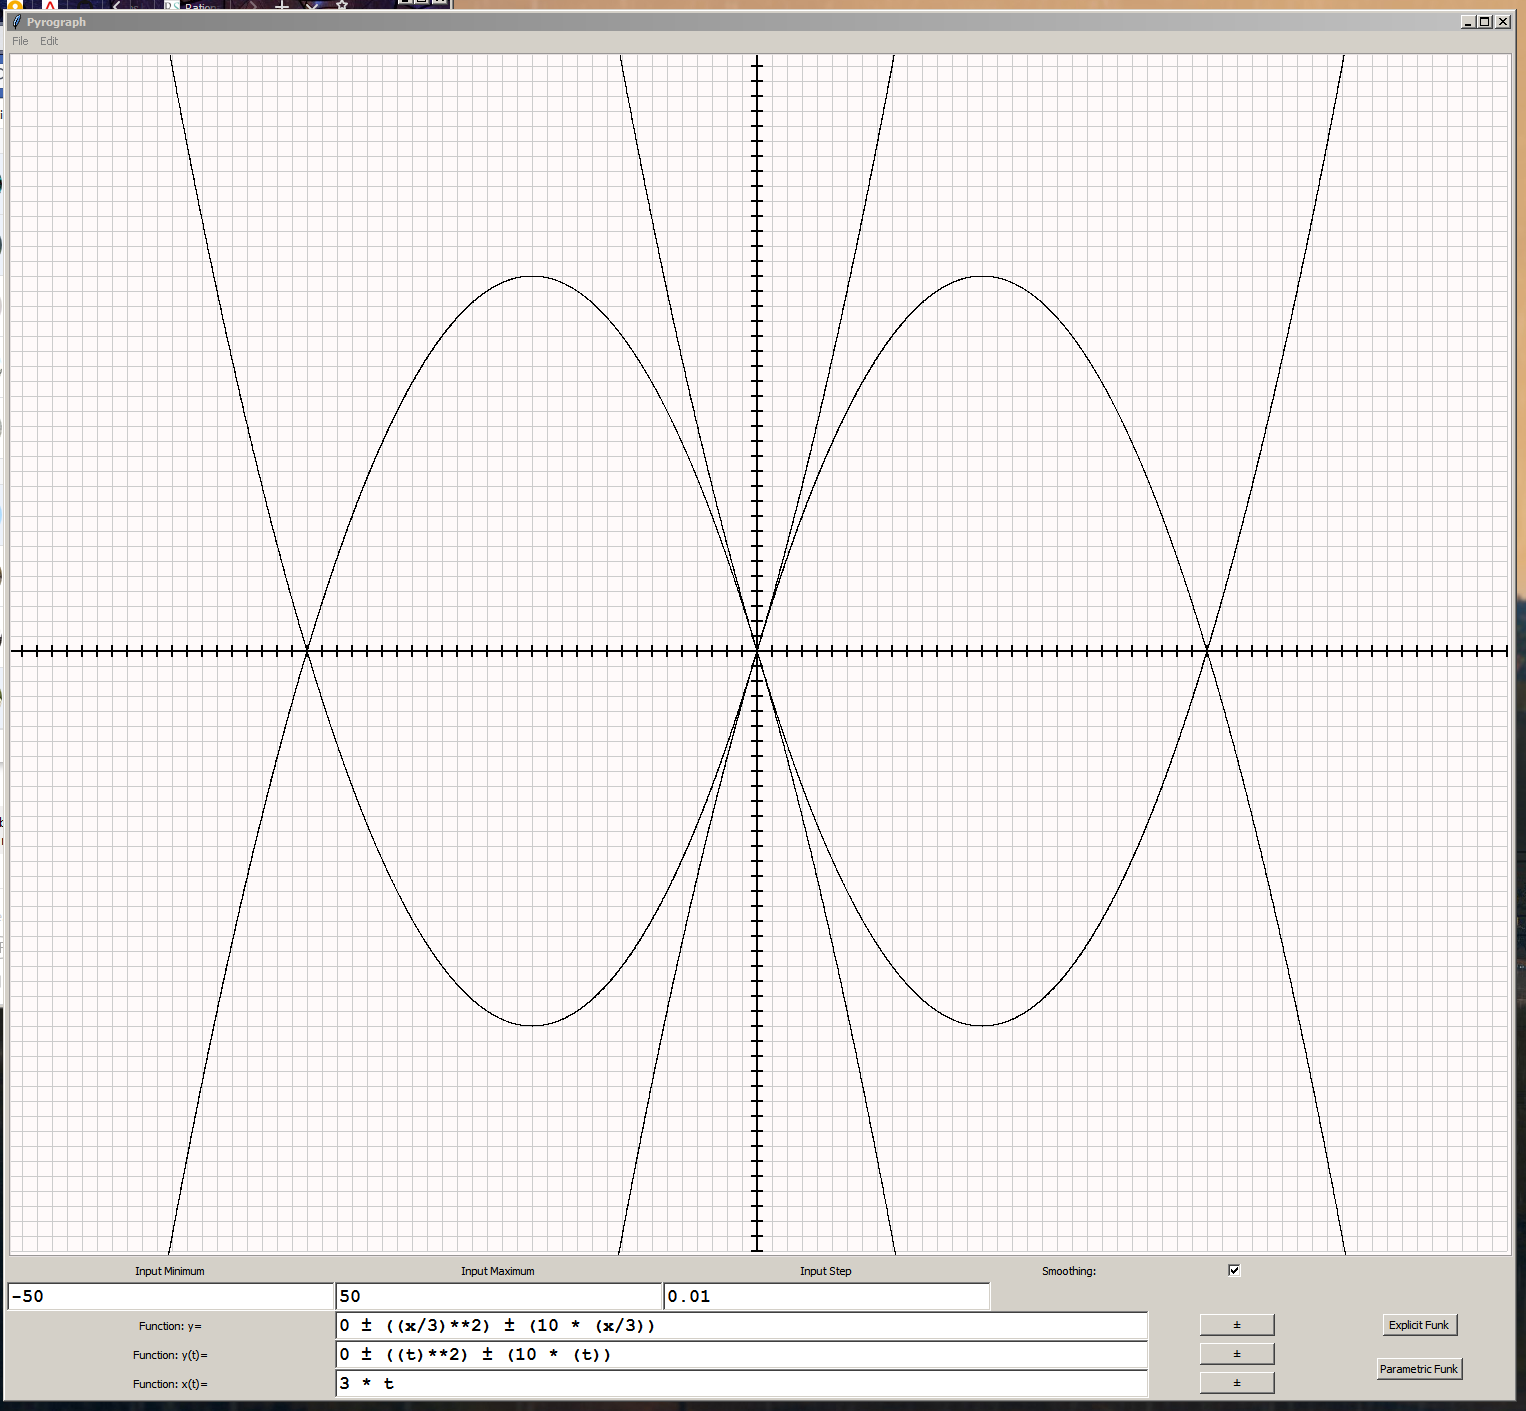 Pyrograph
File Edit
Input Minimum Input Maximum Input Step Smoothing:
-50 50 0.01
Function: y= 0 ± ((x/3)**2) ± (10 * (x/3)) ± Explicit Funk
Function: y(t)= 0 ± ((t)**2) ± (10 * (t)) ±
Function: x(t)= 3 * t ± Parametric Funk